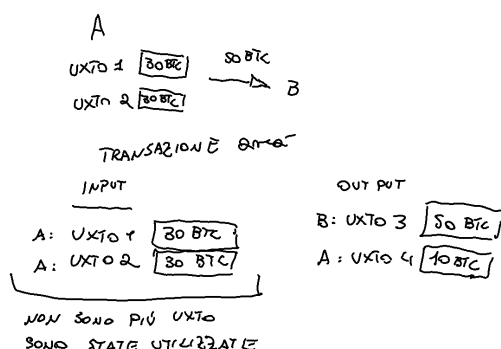 A
UXTO 1 30 BTC 50 BTC B
UXTO 2 30 BTC
TRANSAZIONE
INPUT OUTPUT
A: UXTO 1 30 BTC B: UXTO 3 50 BTC
A: UXTO 2 30 BTC A: UXTO 4 10 BTC
NON SONO PIÙ UXTO
SONO STATE UTILIZZATE